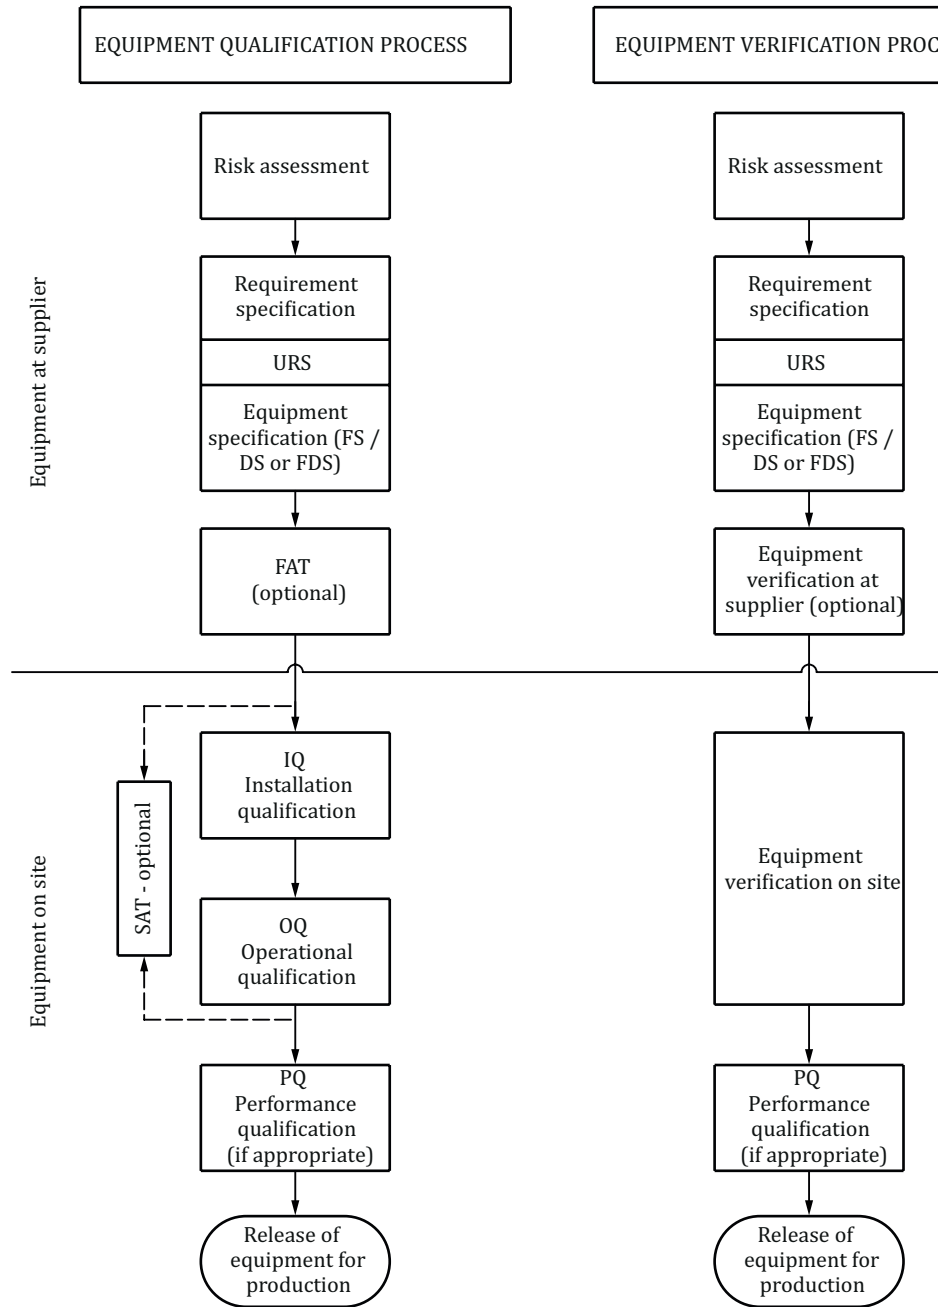 EQUIPMENT QUALIFICATION PROCESS
EQUIPMENT VERIFICATION PROC
Equipment at supplier
Risk assessment
Requirement
specification
URS
Equipment
specification (FS /
DS or FDS)
FAT
(optional)
Risk assessment
Requirement
specification
URS
Equipment
specification (FS /
DS or FDS)
Equipment
verification at
supplier (optional)
Equipment on site
SAT - optional
IQ
Installation
qualification
OQ
Operational
qualification
PQ
Performance
qualification
(if appropriate)
Release of
equipment for
production
Equipment
verification on site
PQ
Performance
qualification
(if appropriate)
Release of
equipment for
production